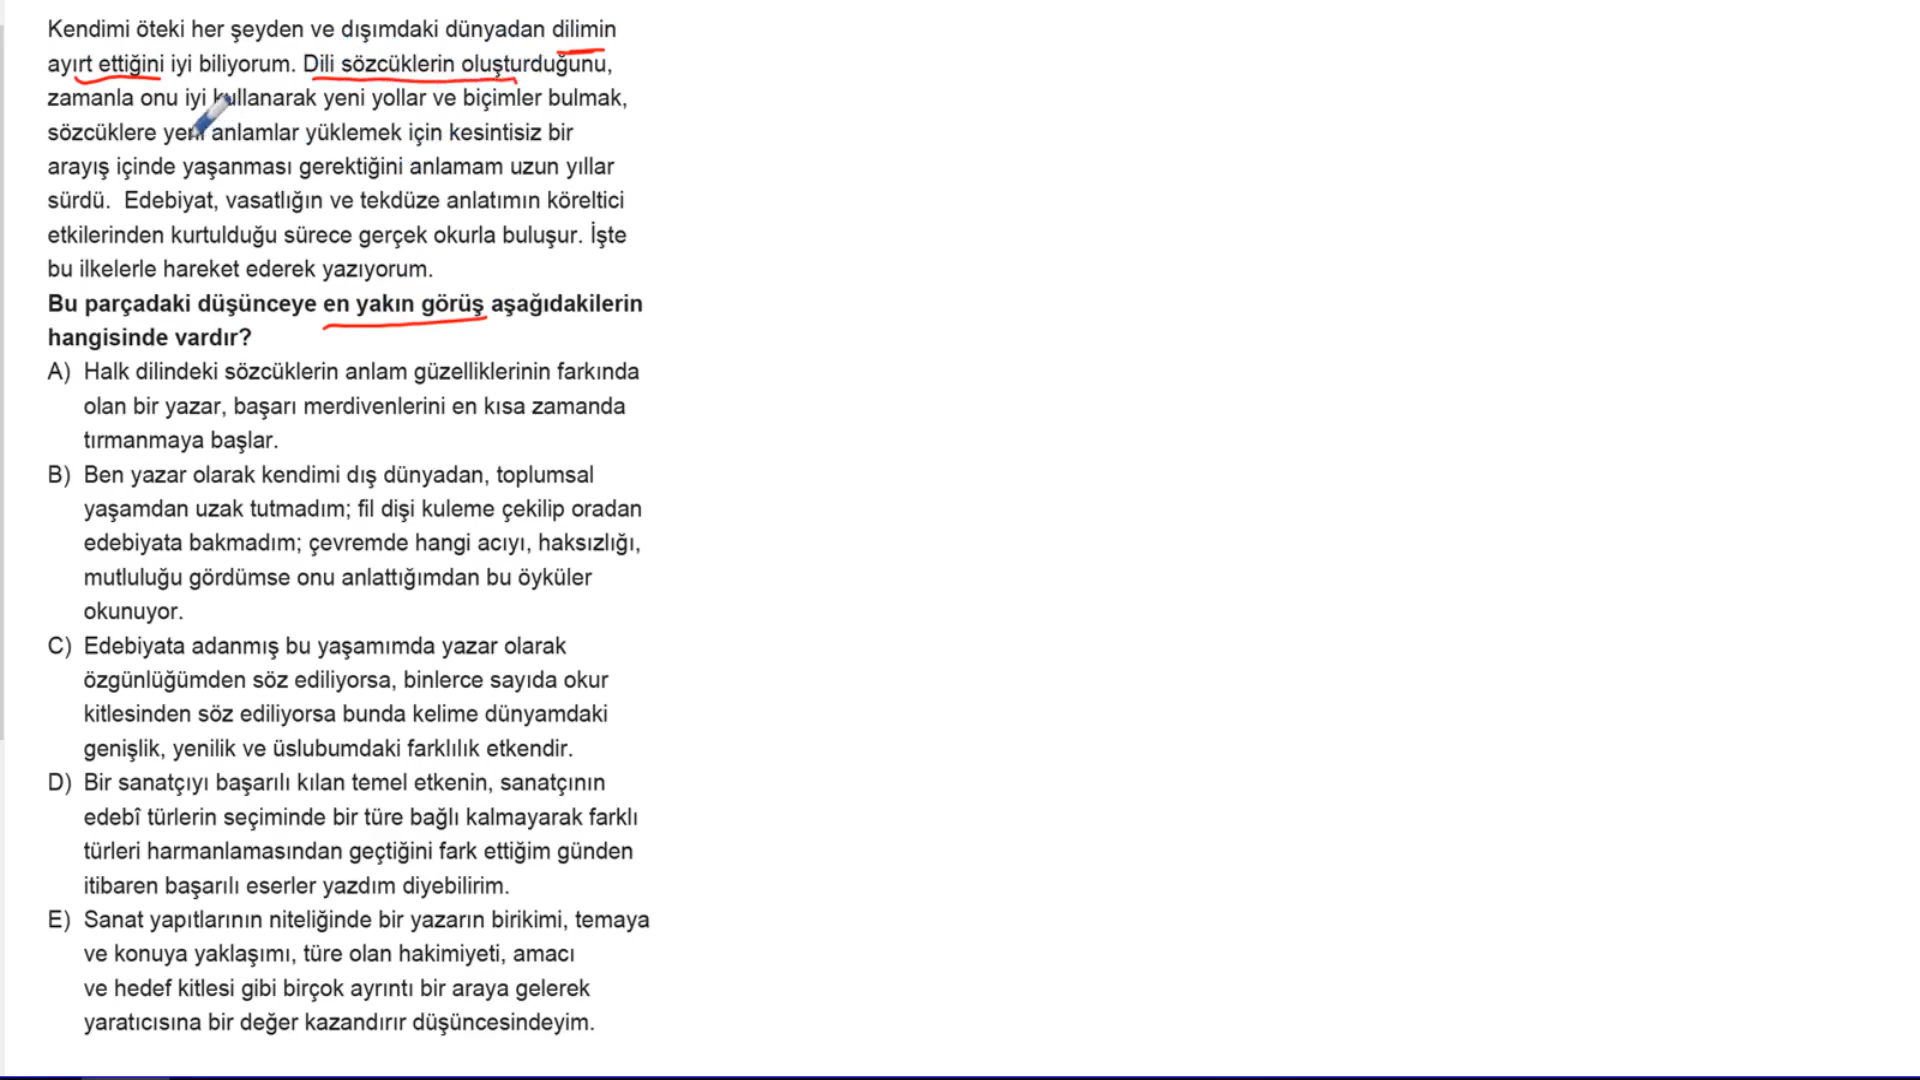 Kendimi öteki her şeyden ve dışımdaki dünyadan dilimin
ayırt ettiğini iyi biliyorum. Dili sözcüklerin oluşturduğunu,
zamanla onu iyi kullanarak yeni yollar ve biçimler bulmak,
sözcüklere yeni anlamlar yüklemek için kesintisiz bir
arayış içinde yaşanması gerektiğini anlamam uzun yıllar
sürdü.  Edebiyat, vasatlığın ve tekdüze anlatımın köreltici
etkilerinden kurtulduğu sürece gerçek okurla buluşur. İşte
bu ilkelerle hareket ederek yazıyorum.
Bu parçadaki düşünceye en yakın görüş aşağıdakilerin
hangisinde vardır?
A) Halk dilindeki sözcüklerin anlam güzelliklerinin farkında
olan bir yazar, başarı merdivenlerini en kısa zamanda
tırmanmaya başlar.
B) Ben yazar olarak kendimi dış dünyadan, toplumsal
yaşamdan uzak tutmadım; fil dişi kuleme çekilip oradan
edebiyata bakmadım; çevremde hangi acıyı, haksızlığı,
mutluluğu gördümse onu anlattığımdan bu öyküler
okunuyor.
C) Edebiyata adanmış bu yaşamımda yazar olarak
özgünlüğümden söz ediliyorsa, binlerce sayıda okur
kitlesinden söz ediliyorsa bunda kelime dünyamdaki
genişlik, yenilik ve üslubumdaki farklılık etkendir.
D) Bir sanatçıyı başarılı kılan temel etkenin, sanatçının
edebî türlerin seçiminde bir türe bağlı kalmayarak farklı
türleri harmanlamasından geçtiğini fark ettiğim günden
itibaren başarılı eserler yazdım diyebilirim.
E) Sanat yapıtlarının niteliğinde bir yazarın birikimi, temaya
ve konuya yaklaşımı, türe olan hakimiyeti, amacı
ve hedef kitlesi gibi birçok ayrıntı bir araya gelerek
yaratıcısına bir değer kazandırır düşüncesindeyim.